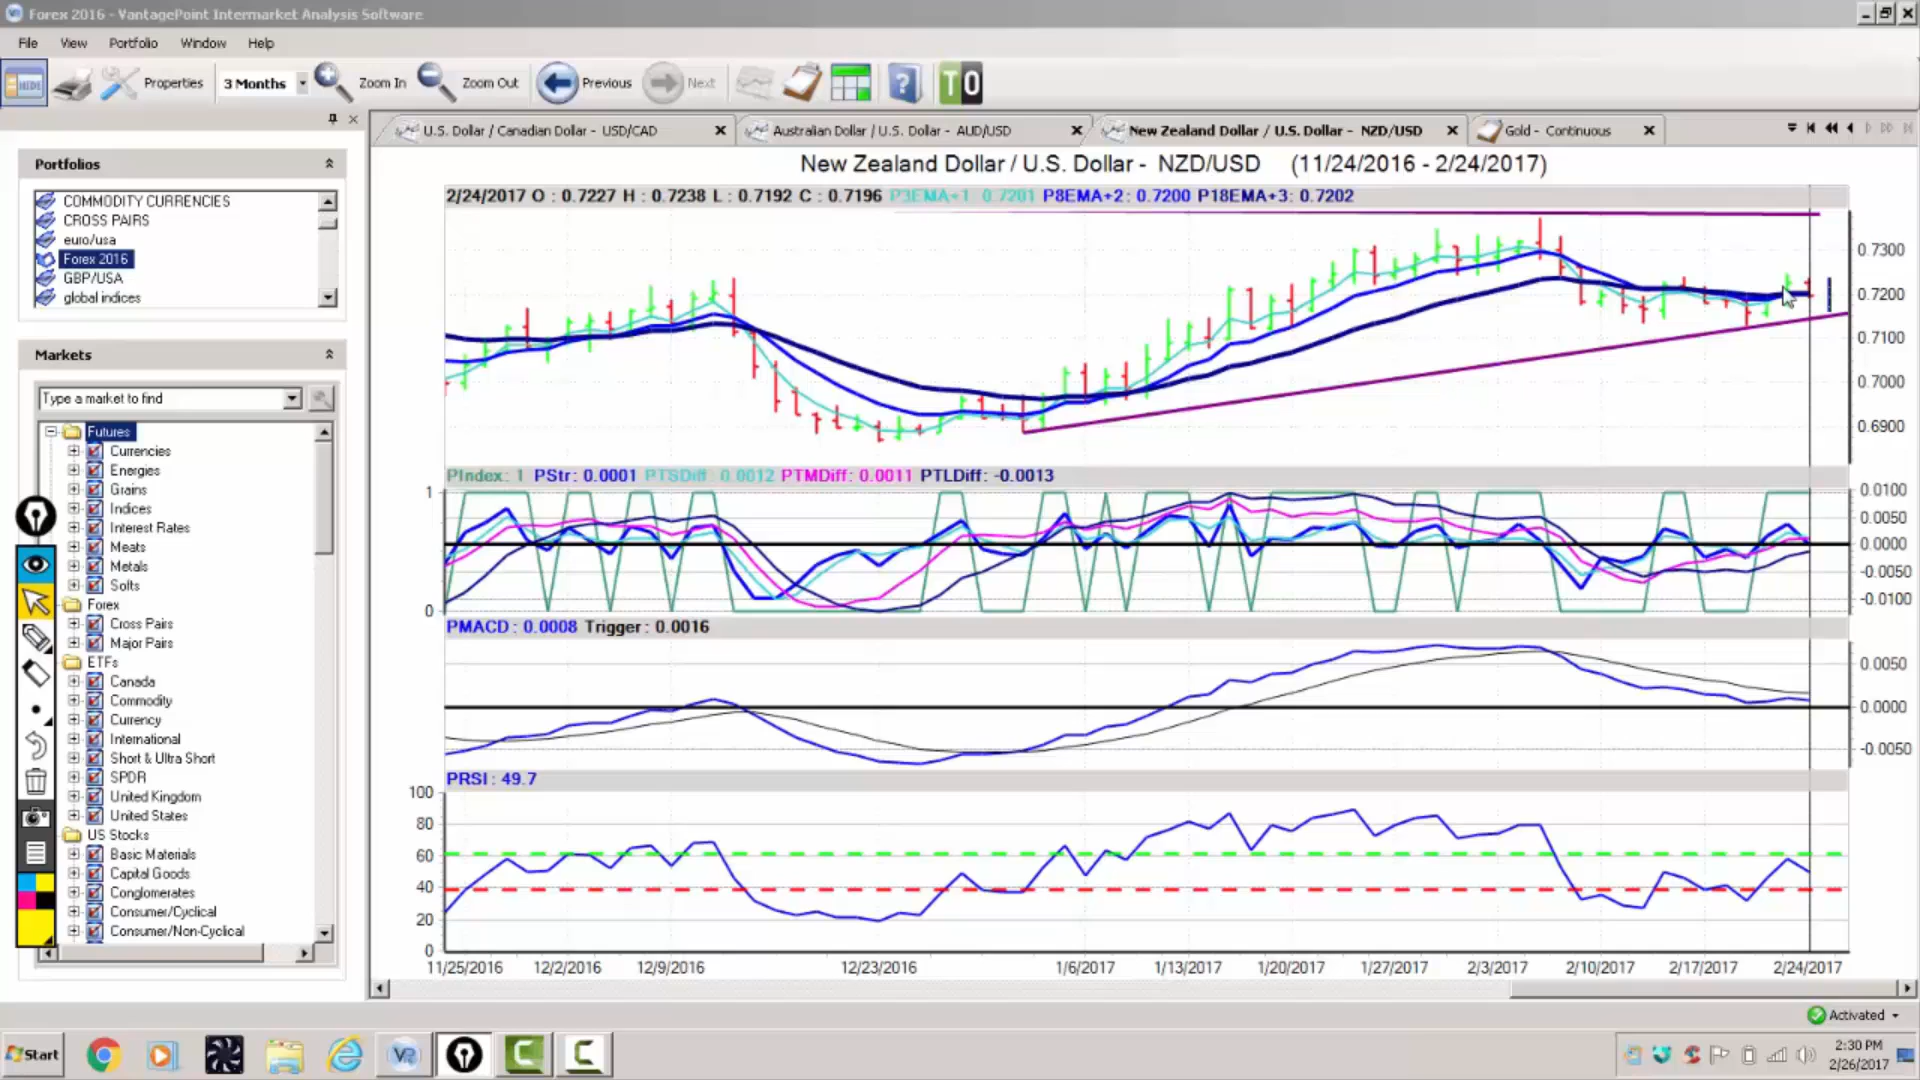 Forex 2016 - VantagePoint Intermarket Analysis Software
File View Portfolio Window Help
HIDE Properties 3 Months Zoom In Zoom Out Previous Next ? TO
U.S. Dollar / Canadian Dollar - USD/CAD
Australian Dollar / U.S. Dollar - AUD/USD
New Zealand Dollar / U.S. Dollar - NZD/USD
Gold - Continuous
Portfolios
COMMODITY CURRENCIES
CROSS PAIRS
euro/usa
Forex 2016
GBP/USA
global indices
Markets
Type a market to find
Futures
Currencies
Energies
Grains
Indices
Interest Rates
Meats
Metals
Softs
Forex
Cross Pairs
Major Pairs
ETFs
Canada
Commodity
Currency
International
Short & Ultra Short
SPDR
United Kingdom
United States
US Stocks
Basic Materials
Capital Goods
Conglomerates
Consumer/Cyclical
Consumer/Non-Cyclical
New Zealand Dollar / U.S. Dollar - NZD/USD (11/24/2016 - 2/24/2017)
2/24/2017 O : 0.7227 H : 0.7238 L : 0.7192 C : 0.7196 P3EMA+1: 0.7201 P8EMA+2: 0.7200 P18EMA+3: 0.7202
0.7300
0.7200
0.7100
0.7000
0.6900
PIndex: 1 PStr: 0.0001 PTSDiff: 0.0012 PTMDiff: 0.0011 PTLDiff: -0.0013
1
0
0.0100
0.0050
0.0000
-0.0050
-0.0100
PMACD : 0.0008 Trigger : 0.0016
0.0050
0.0000
-0.0050
PRSI : 49.7
100
80
60
40
20
0
11/25/2016 12/2/2016 12/9/2016 12/23/2016 1/6/2017 1/13/2017 1/20/2017 1/27/2017 2/3/2017 2/10/2017 2/17/2017 2/24/2017
Activated
Start
VP
C
C
2:30 PM
2/26/2017